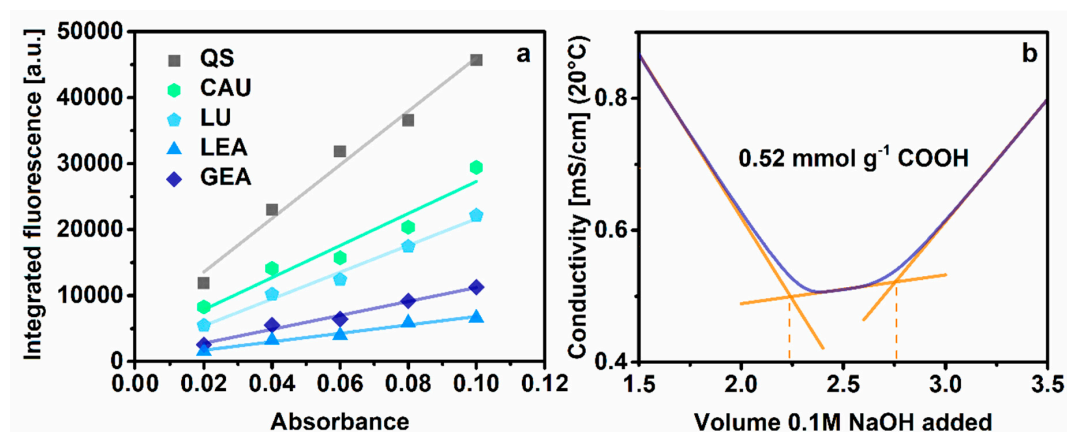 a
Integrated fluorescence [a.u.]
50000
40000
30000
20000
10000
0
QS
CAU
LU
LEA
GEA
0.00 0.02 0.04 0.06 0.08 0.10 0.12
Absorbance
b
Conductivity [mS/cm] (20°C)
0.8
0.6
0.4
0.52 mmol g⁻¹ COOH
1.5 2.0 2.5 3.0 3.5
Volume 0.1M NaOH added